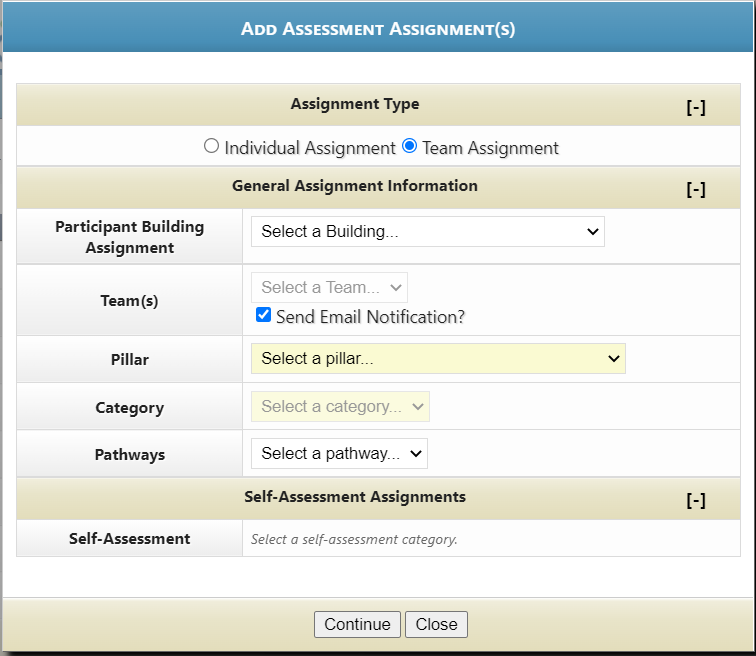 Add Assessment Assignment(s)
Assignment Type [-]
Individual Assignment Team Assignment
General Assignment Information [-]
Participant Building
Assignment
Select a Building...
Team(s)
Select a Team...
Send Email Notification?
Pillar Select a pillar...
Category Select a category...
Pathways Select a pathway...
Self-Assessment Assignments [-]
Self-Assessment Select a self-assessment category.
Continue Close